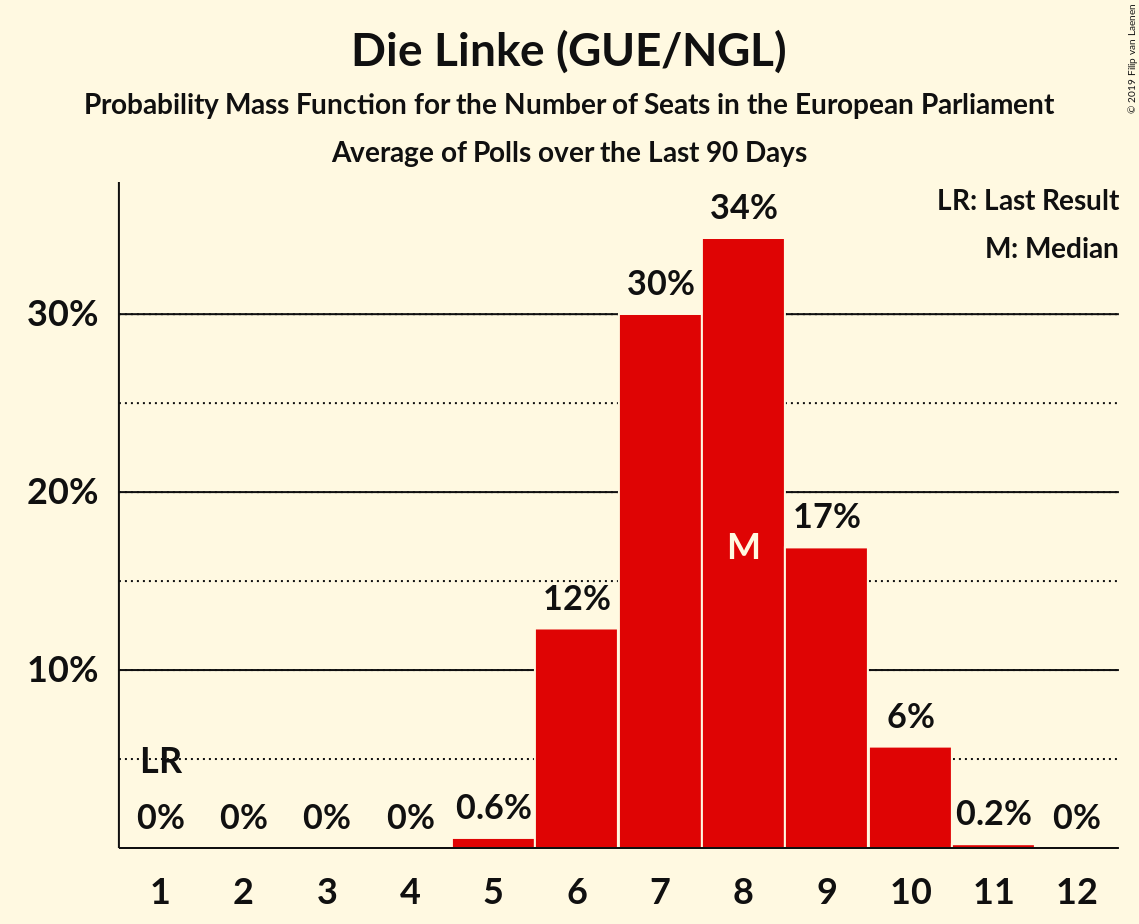 Die Linke (GUE/NGL)
Probability Mass Function for the Number of Seats in the European Parliament
Average of Polls over the Last 90 Days
© 2019 Filip van Laenen
LR: Last Result
M: Median
34%
30%
30%
20%
17%
M
12%
10%
6%
LR
0% 0% 0% 0% 0.6% 0.2% 0%
1 2 3 4 5 6 7 8 9 10 11 12